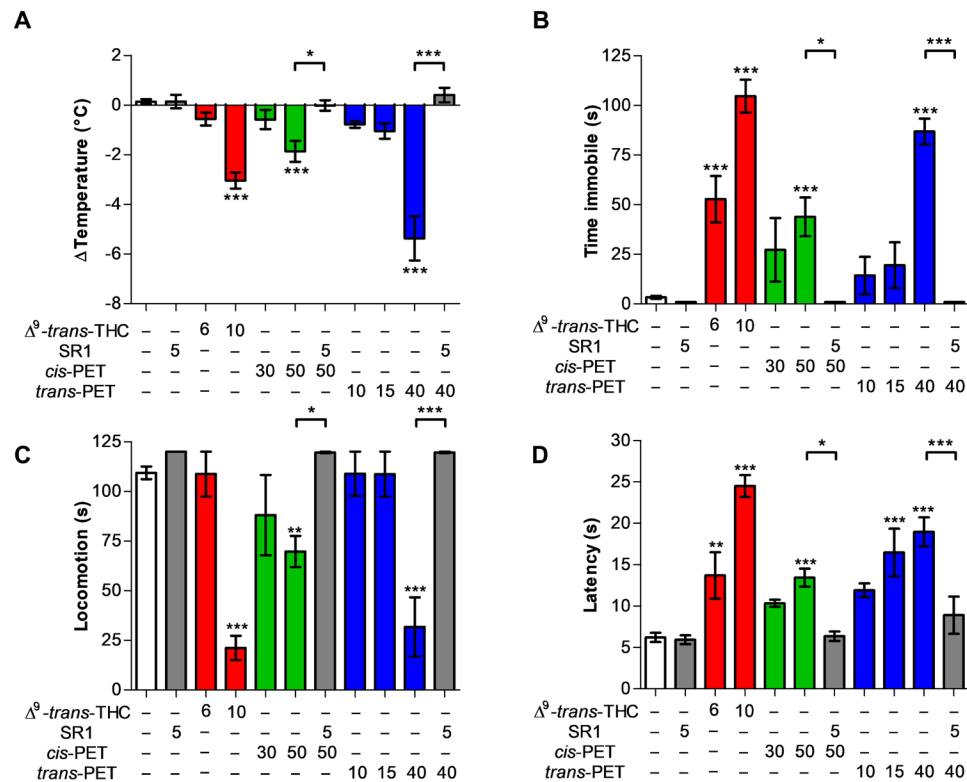 A
* ***
2
0
-2
-4
-6
-8
Δ Temperature (°C)
*** *** ***
Δ⁹-trans-THC – – 6 10 – – – – – – –
SR1 – 5 – – – – 5 – – – 5
cis-PET – – – – 30 50 50 – – – –
trans-PET – – – – – – – 10 15 40 40
B
* ***
125
100
75
50
25
0
Time immobile (s)
*** *** *** ***
Δ⁹-trans-THC – – 6 10 – – – – – – –
SR1 – 5 – – – – 5 – – – 5
cis-PET – – – – 30 50 50 – – – –
trans-PET – – – – – – – 10 15 40 40
C
* ***
125
100
75
50
25
0
Locomotion (s)
*** ** ***
Δ⁹-trans-THC – – 6 10 – – – – – – –
SR1 – 5 – – – – 5 – – – 5
cis-PET – – – – 30 50 50 – – – –
trans-PET – – – – – – – 10 15 40 40
D
* ***
30
25
20
15
10
5
0
Latency (s)
** *** *** *** ***
Δ⁹-trans-THC – – 6 10 – – – – – – –
SR1 – 5 – – – – 5 – – – 5
cis-PET – – – – 30 50 50 – – – –
trans-PET – – – – – – – 10 15 40 40